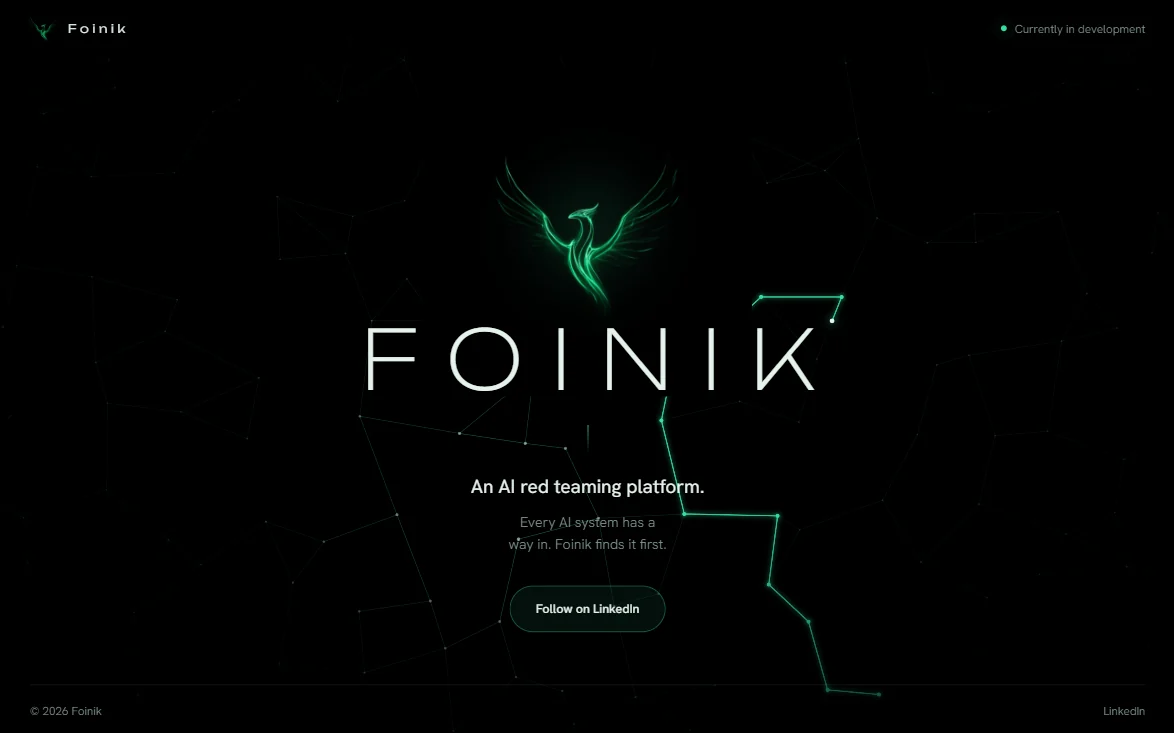 Foinik
Currently in development
FOINIK
An AI red teaming platform.
Every AI system has a
way in. Foinik finds it first.
Follow on LinkedIn
© 2026 Foinik
LinkedIn